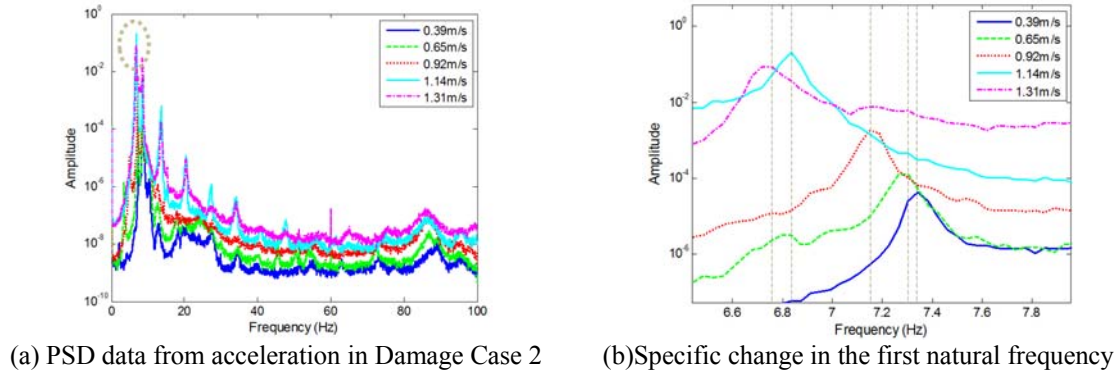 10^0
10^-2
10^-4
10^-6
10^-8
10^-10
Amplitude
0 20 40 60 80 100
Frequency (Hz)
0.39m/s
0.65m/s
0.92m/s
1.14m/s
1.31m/s
(a) PSD data from acceleration in Damage Case 2
10^0
10^-2
10^-4
10^-6
Amplitude
6.6 6.8 7 7.2 7.4 7.6 7.8
Frequency (Hz)
0.39m/s
0.65m/s
0.92m/s
1.14m/s
1.31m/s
(b)Specific change in the first natural frequency